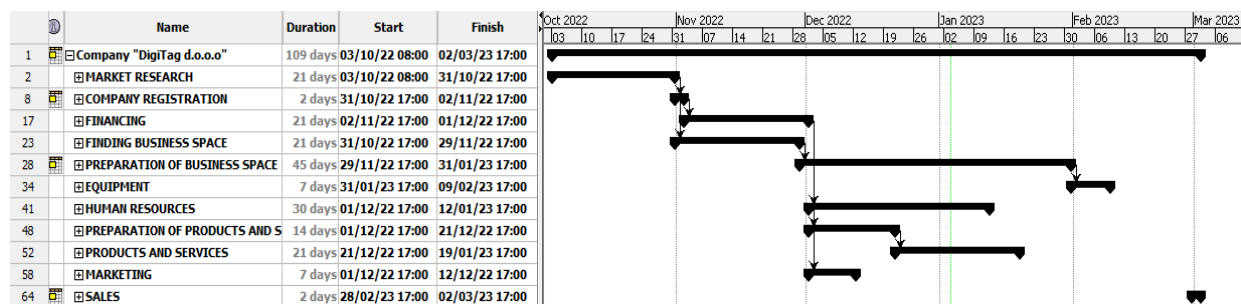 Name Duration Start Finish Oct 2022 Nov 2022 Dec 2022 Jan 2023 Feb 2023 Mar 2023
03 10 17 24 31 07 14 21 28 05 12 19 26 02 09 16 23 30 06 13 20 27 06
1 Company "DigiTag d.o.o.o" 109 days 03/10/22 08:00 02/03/23 17:00
2 MARKET RESEARCH 21 days 03/10/22 08:00 31/10/22 17:00
8 COMPANY REGISTRATION 2 days 31/10/22 17:00 02/11/22 17:00
17 FINANCING 21 days 02/11/22 17:00 01/12/22 17:00
23 FINDING BUSINESS SPACE 21 days 31/10/22 17:00 29/11/22 17:00
28 PREPARATION OF BUSINESS SPACE 45 days 29/11/22 17:00 31/01/23 17:00
34 EQUIPMENT 7 days 31/01/23 17:00 09/02/23 17:00
41 HUMAN RESOURCES 30 days 01/12/22 17:00 12/01/23 17:00
48 PREPARATION OF PRODUCTS AND S 14 days 01/12/22 17:00 21/12/22 17:00
52 PRODUCTS AND SERVICES 21 days 21/12/22 17:00 19/01/23 17:00
58 MARKETING 7 days 01/12/22 17:00 12/12/22 17:00
64 SALES 2 days 28/02/23 17:00 02/03/23 17:00